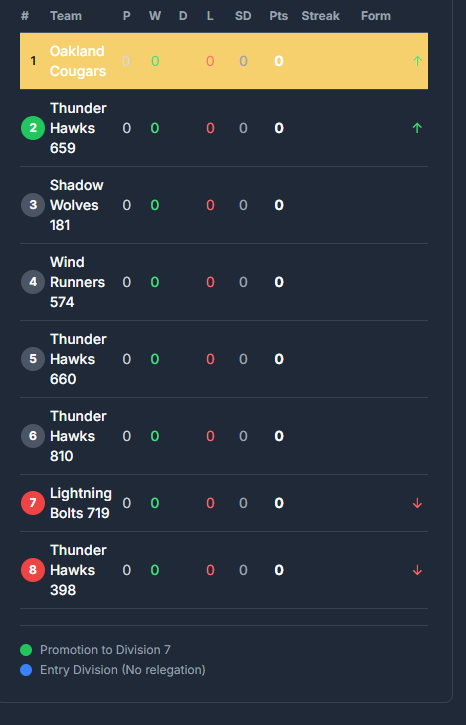 # Team P W D L SD Pts Streak Form
1 Oakland Cougars 0 0 0 0 0 ↑
2 Thunder Hawks 659 0 0 0 0 0 ↑
3 Shadow Wolves 181 0 0 0 0 0
4 Wind Runners 574 0 0 0 0 0
5 Thunder Hawks 660 0 0 0 0 0
6 Thunder Hawks 810 0 0 0 0 0
7 Lightning Bolts 719 0 0 0 0 0 ↓
8 Thunder Hawks 398 0 0 0 0 0 ↓
Promotion to Division 7
Entry Division (No relegation)